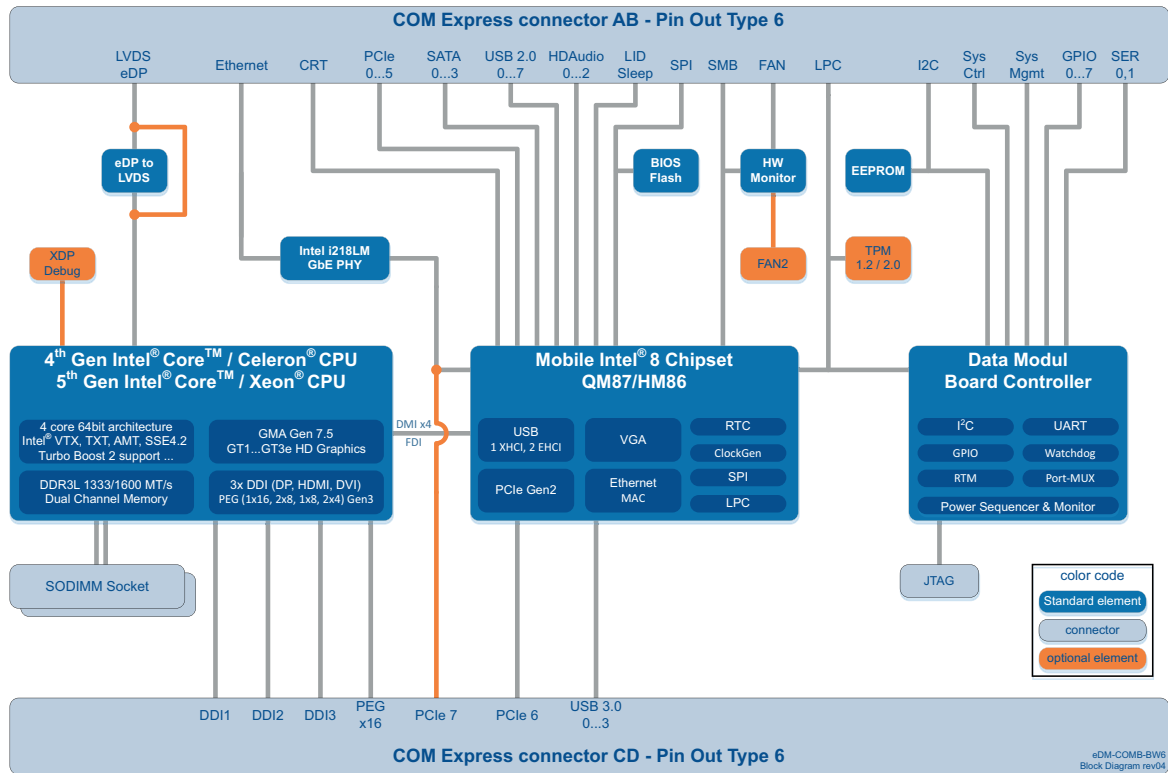 COM Express connector AB - Pin Out Type 6
LVDS
eDP
Ethernet
CRT
PCIe
0...5
SATA
0...3
USB 2.0
0...7
HDAudio
0...2
LID
Sleep
SPI
SMB
FAN
LPC
I2C
Sys
Ctrl
Sys
Mgmt
GPIO
0...7
SER
0,1
eDP to
LVDS
BIOS
Flash
HW
Monitor
EEPROM
XDP
Debug
Intel i218LM
GbE PHY
FAN2
TPM
1.2 / 2.0
4th Gen Intel® Core™ / Celeron® CPU
5th Gen Intel® Core™ / Xeon® CPU
4 core 64bit architecture
Intel® VTX, TXT, AMT, SSE4.2
Turbo Boost 2 support ...
GMA Gen 7.5
GT1...GT3e HD Graphics
DDR3L 1333/1600 MT/s
Dual Channel Memory
3x DDI (DP, HDMI, DVI)
PEG (1x16, 2x8, 1x8, 2x4) Gen3
DMI x4
FDI
Mobile Intel® 8 Chipset
QM87/HM86
USB
1 XHCI, 2 EHCI
VGA
RTC
ClockGen
PCIe Gen2
Ethernet
MAC
SPI
LPC
Data Modul
Board Controller
I²C
UART
GPIO
Watchdog
RTM
Port-MUX
Power Sequencer & Monitor
SODIMM Socket
JTAG
color code
Standard element
connector
optional element
DDI1
DDI2
DDI3
PEG
x16
PCIe 7
PCIe 6
USB 3.0
0...3
COM Express connector CD - Pin Out Type 6
eDM-COMB-BW6
Block Diagram rev04